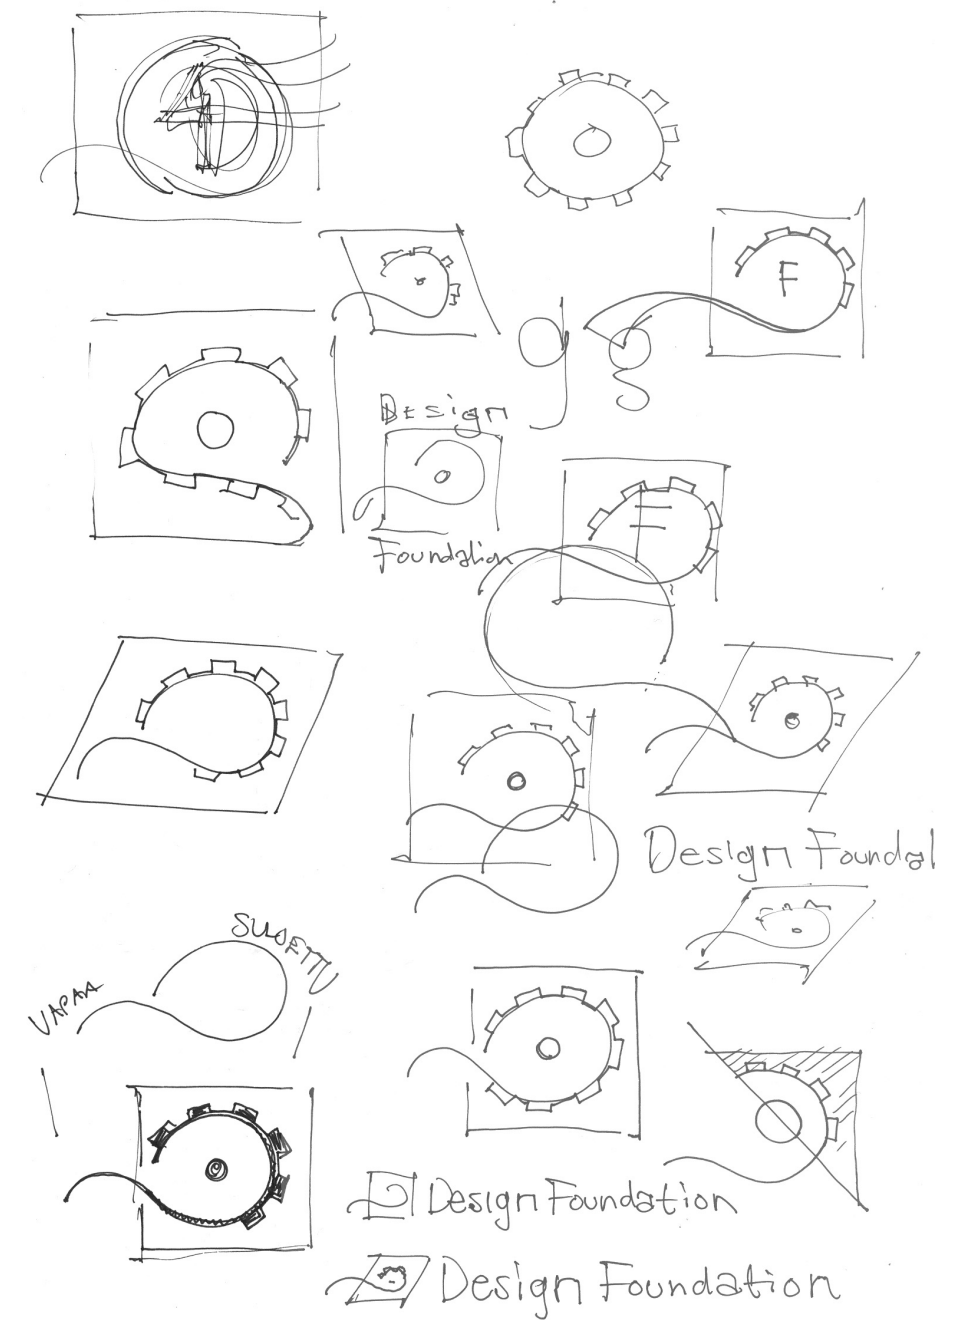 F
g g
Design
Foundation
F
Design Foundat
SULJETTU
VAPAA
Design Foundation
Design Foundation